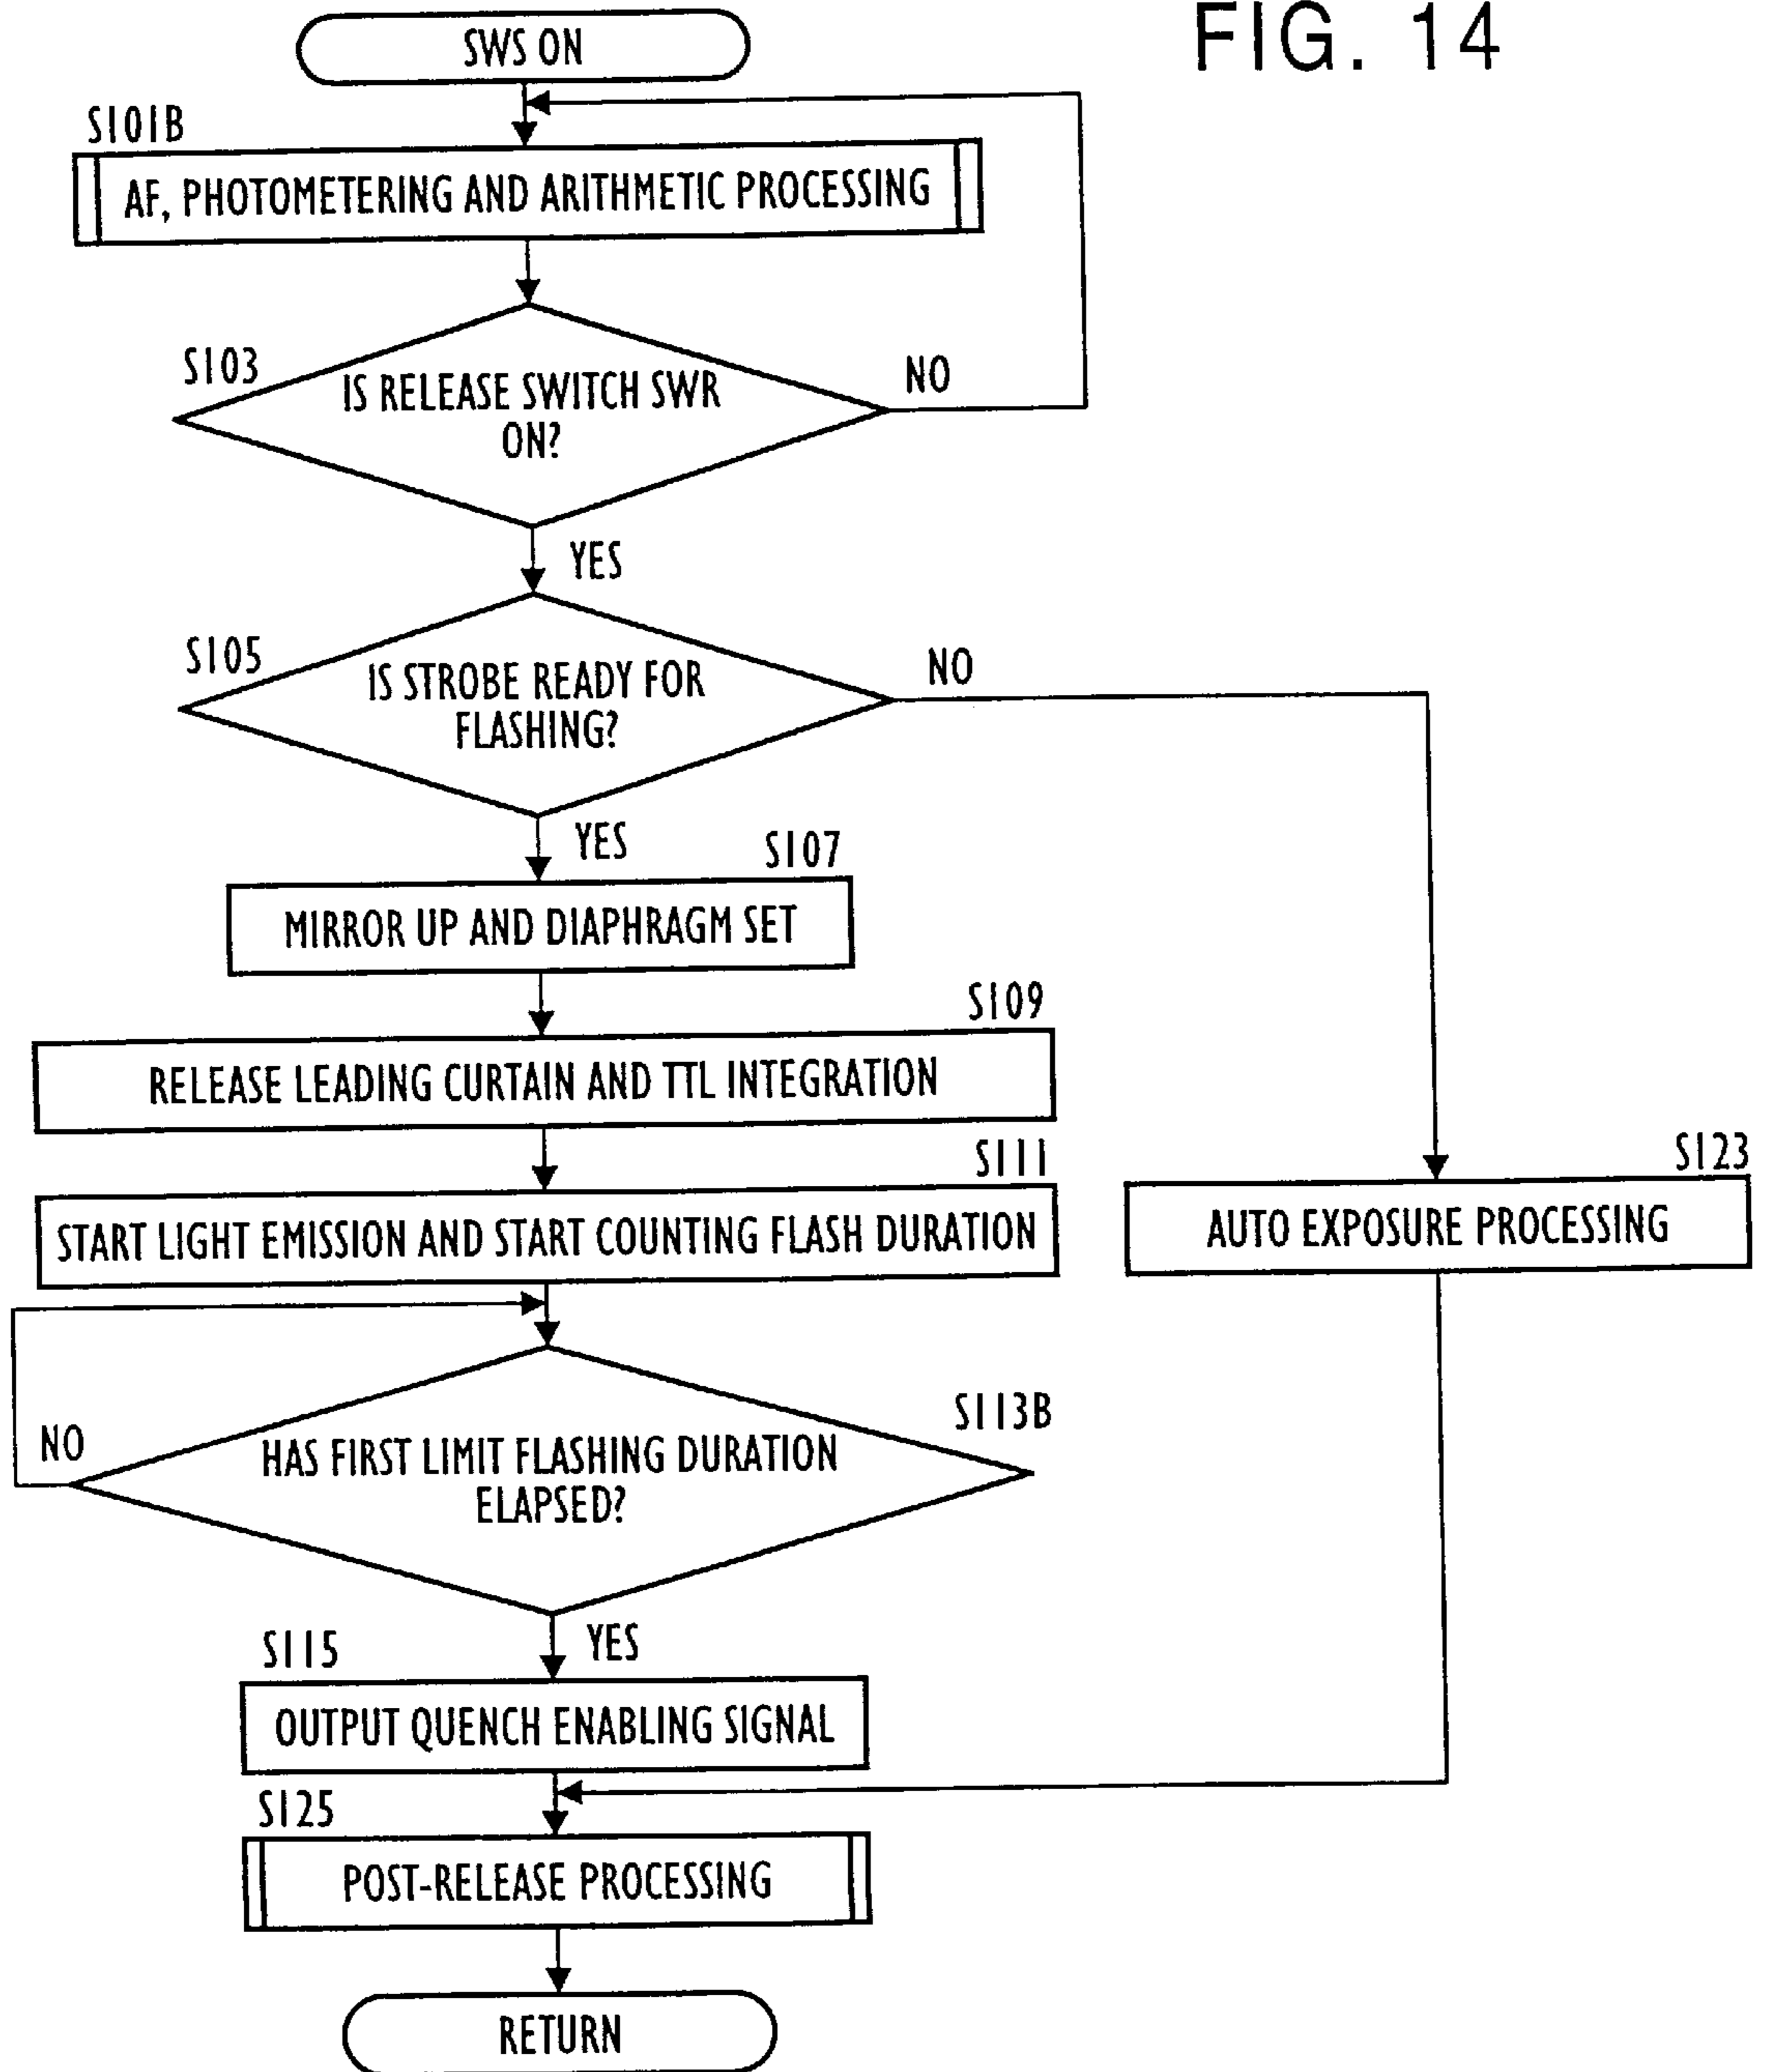 FIG. 14
SWS ON
S101B
AF, PHOTOMETERING AND ARITHMETIC PROCESSING
S103
IS RELEASE SWITCH SWR
ON?
NO
YES
S105
IS STROBE READY FOR
FLASHING?
NO
YES
S107
MIRROR UP AND DIAPHRAGM SET
S109
RELEASE LEADING CURTAIN AND TTL INTEGRATION
S111
START LIGHT EMISSION AND START COUNTING FLASH DURATION
S123
AUTO EXPOSURE PROCESSING
S113B
NO
HAS FIRST LIMIT FLASHING DURATION
ELAPSED?
YES
S115
OUTPUT QUENCH ENABLING SIGNAL
S125
POST-RELEASE PROCESSING
RETURN